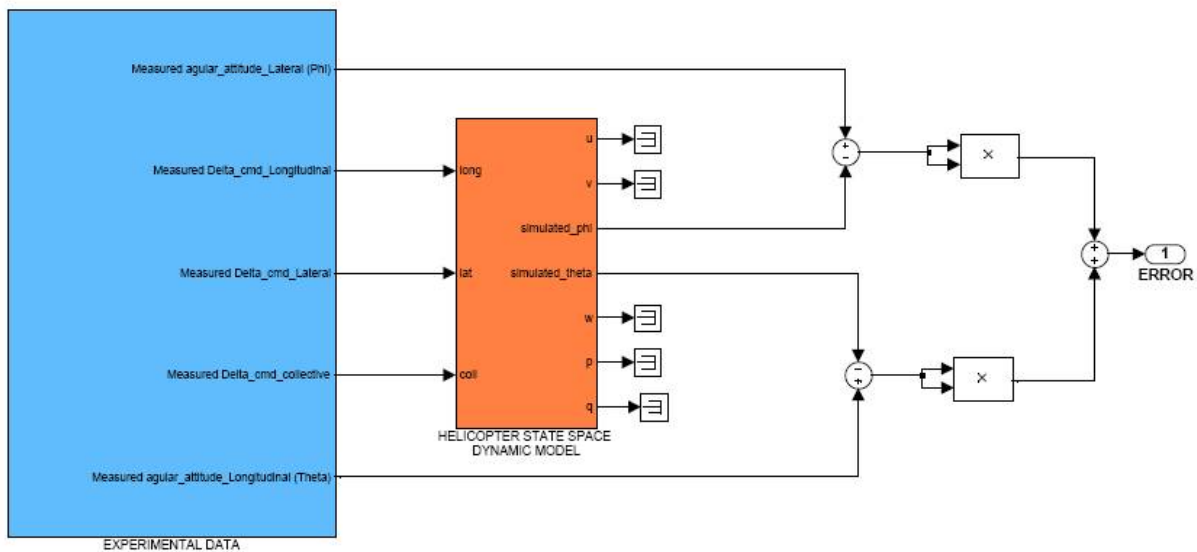 Measured agular_attitude_Lateral (Phi)
Measured Delta_cmd_Longitudinal
Measured Delta_cmd_Lateral
Measured Delta_cmd_collective
Measured agular_attitude_Longitudinal (Theta)
EXPERIMENTAL DATA
long
lat
coll
u
v
simulated_phi
simulated_theta
w
p
q
HELICOPTER STATE SPACE
DYNAMIC MODEL
+
−
−
+
×
×
+
+
1
ERROR